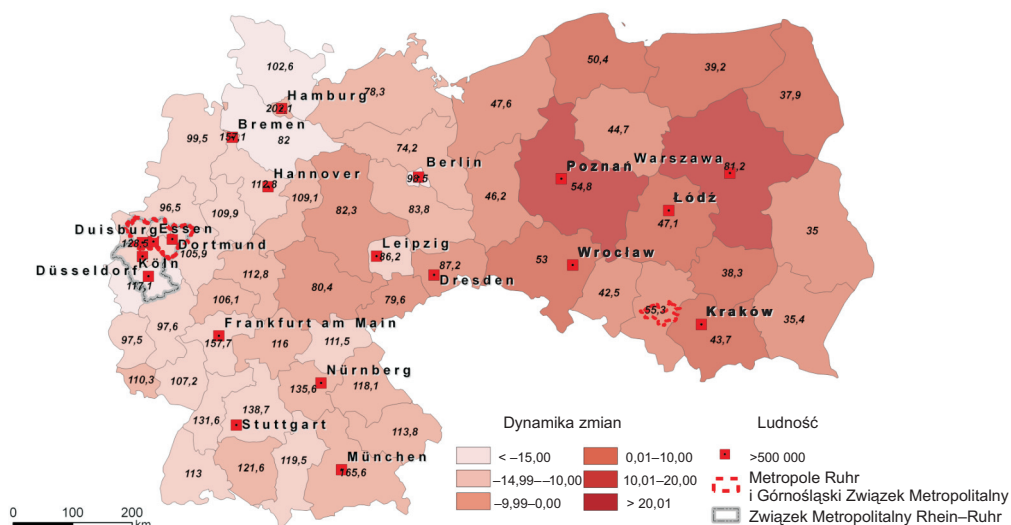 102,6
50,4
39,2
37,9
Hamburg
202,1
78,3
47,6
Bremen
157,1
99,5
82
44,7
74,2
Berlin
98,5
Poznań
54,8
Warszawa
81,2
Hannover
112,8
109,1
82,3
83,8
46,2
Łódź
47,1
96,5
109,9
Duisburg
Essen
128,5
Dortmund
105,9
Köln
Düsseldorf
117,1
35
Leipzig
86,2
87,2
Dresden
53
Wrocław
38,3
112,8
80,4
79,6
42,5
106,1
55,3
Kraków
43,7
35,4
97,6
97,5
Frankfurt am Main
157,7
116
111,5
110,3
107,2
Nürnberg
135,6
118,1
138,7
131,6
Stuttgart
113,8
119,5
München
165,6
113
121,6
Dynamika zmian
< –15,00
–14,99––10,00
–9,99–0,00
0,01–10,00
10,01–20,00
> 20,01
Ludność
>500 000
Metropole Ruhr
i Górnośląski Związek Metropolitalny
Związek Metropolitalny Rhein–Ruhr
0 100 200
km